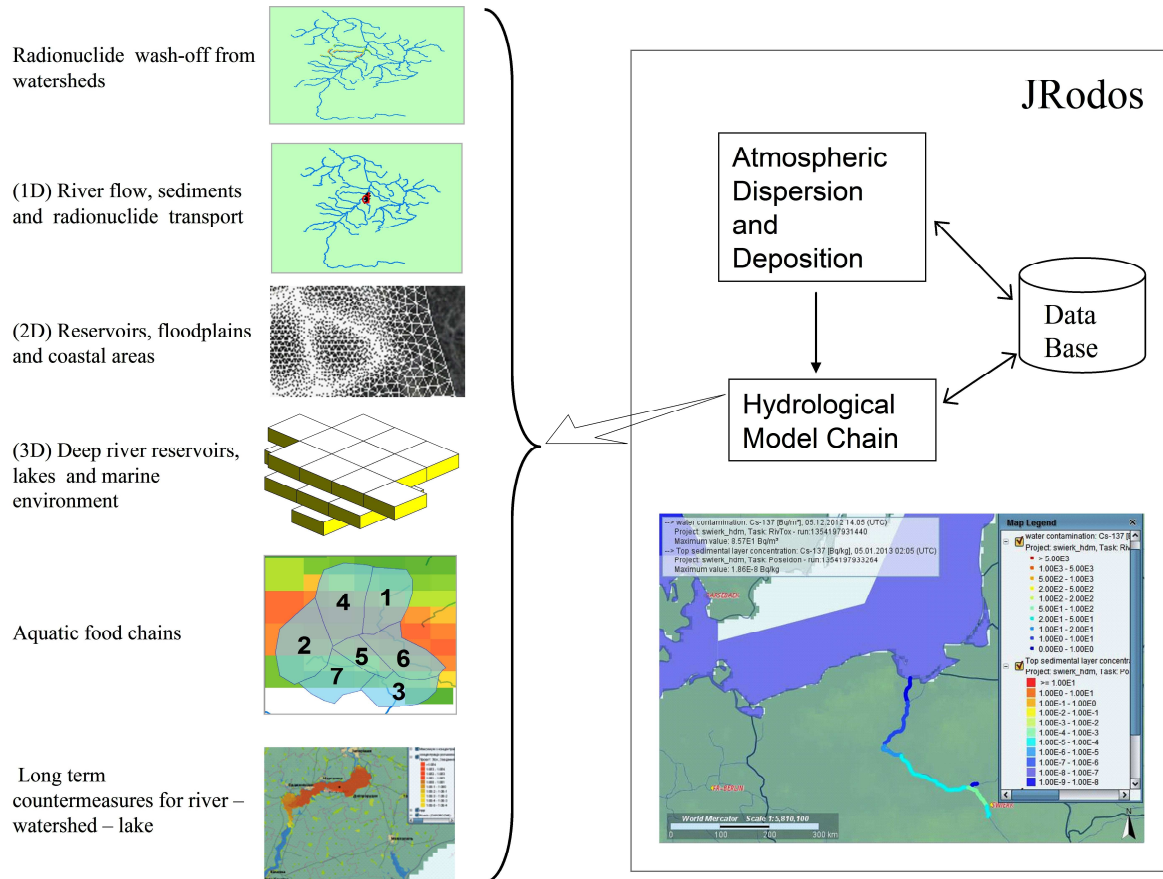 Radionuclide wash-off from
watersheds
(1D) River flow, sediments
and radionuclide transport
(2D) Reservoirs, floodplains
and coastal areas
(3D) Deep river reservoirs,
lakes and marine
environment
Aquatic food chains
1
4
2
5
6
7
3
Long term
countermeasures for river –
watershed – lake
JRodos
Atmospheric
Dispersion
and
Deposition
Data
Base
Hydrological
Model Chain
--> water contamination: Cs-137 [Bq/m³], 05.12.2012 14:05 (UTC)
Project: swierk_hdm, Task: RivTox - run:1354197931440
Maximum value: 8.57E1 Bq/m³
--> Top sedimental layer concentration: Cs-137 [Bq/kg], 05.01.2013 02:05 (UTC)
Project: swierk_hdm, Task: Poseidon - run:1354197933264
Maximum value: 1.86E-8 Bq/kg
Map Legend
water contamination: Cs-137 [B
Project: swierk_hdm, Task: Riv
> 5.00E3
1.00E3 - 5.00E3
5.00E2 - 1.00E3
2.00E2 - 5.00E2
1.00E2 - 2.00E2
5.00E1 - 1.00E2
2.00E1 - 5.00E1
1.00E1 - 2.00E1
1.00E0 - 1.00E1
0.00E0 - 1.00E0
Top sedimental layer concentra
Project: swierk_hdm, Task: Po
>= 1.00E1
1.00E0 - 1.00E1
1.00E-1 - 1.00E0
1.00E-2 - 1.00E-1
1.00E-3 - 1.00E-2
1.00E-4 - 1.00E-3
1.00E-5 - 1.00E-4
1.00E-6 - 1.00E-5
1.00E-7 - 1.00E-6
1.00E-8 - 1.00E-7
1.00E-9 - 1.00E-8
World Mercator Scale 1:5,810,100
0 100 200 300 km
N